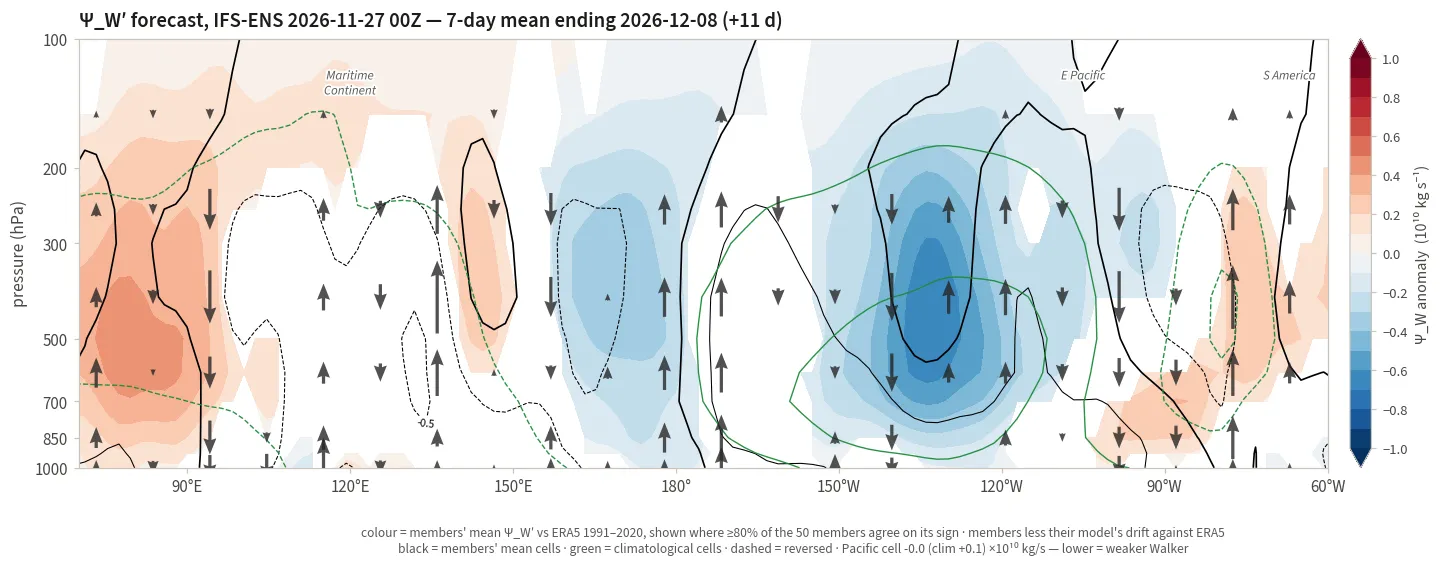 Ψ_W′ forecast, IFS-ENS 2026-11-27 00Z — 7-day mean ending 2026-12-08 (+11 d)
Maritime
Continent
E Pacific
S America
100
200
300
500
700
850
1000
pressure (hPa)
-0.5
90°E
120°E
150°E
180°
150°W
120°W
90°W
60°W
1.0
0.8
0.6
0.4
0.2
0.0
−0.2
−0.4
−0.6
−0.8
−1.0
Ψ_W anomaly (10¹⁰ kg s⁻¹)
colour = members' mean Ψ_W′ vs ERA5 1991–2020, shown where ≥80% of the 50 members agree on its sign · members less their model's drift against ERA5
black = members' mean cells · green = climatological cells · dashed = reversed · Pacific cell -0.0 (clim +0.1) ×10¹⁰ kg/s — lower = weaker Walker